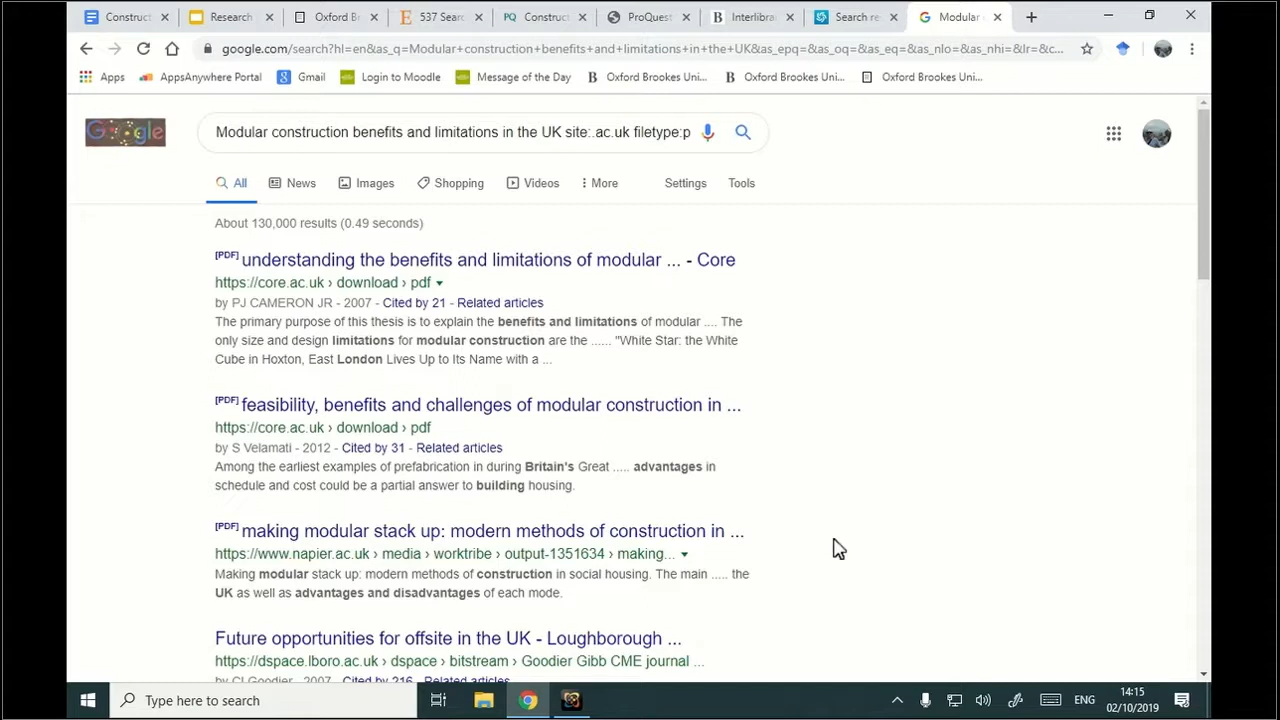 Construct
Research
Oxford B
537 Sear
Construct
ProQuest
Interlibra
Search re
Modular
google.com/search?hl=en&as_q=Modular+construction+benefits+and+limitations+in+the+UK&as_epq=&as_oq=&as_eq=&as_nlo=&as_nhi=&lr=&c...
Apps
AppsAnywhere Portal
Gmail
Login to Moodle
Message of the Day
Oxford Brookes Uni...
Oxford Brookes Uni...
Oxford Brookes Uni...
Google
Modular construction benefits and limitations in the UK site:.ac.uk filetype:p
All
News
Images
Shopping
Videos
More
Settings
Tools
About 130,000 results (0.49 seconds)
[PDF] understanding the benefits and limitations of modular ... - Core
https://core.ac.uk › download › pdf
by PJ CAMERON JR - 2007 - Cited by 21 - Related articles
The primary purpose of this thesis is to explain the benefits and limitations of modular .... The
only size and design limitations for modular construction are the ...... "White Star: the White
Cube in Hoxton, East London Lives Up to Its Name with a ...
[PDF] feasibility, benefits and challenges of modular construction in ...
https://core.ac.uk › download › pdf
by S Velamati - 2012 - Cited by 31 - Related articles
Among the earliest examples of prefabrication in during Britain's Great ..... advantages in
schedule and cost could be a partial answer to building housing.
[PDF] making modular stack up: modern methods of construction in ...
https://www.napier.ac.uk › media › worktribe › output-1351634 › making...
Making modular stack up: modern methods of construction in social housing. The main ..... the
UK as well as advantages and disadvantages of each mode.
Future opportunities for offsite in the UK - Loughborough ...
https://dspace.lboro.ac.uk › dspace › bitstream › Goodier Gibb CME journal ...
by CI Goodier - 2007 - Cited by 216 - Related articles
Type here to search
ENG
14:15
02/10/2019